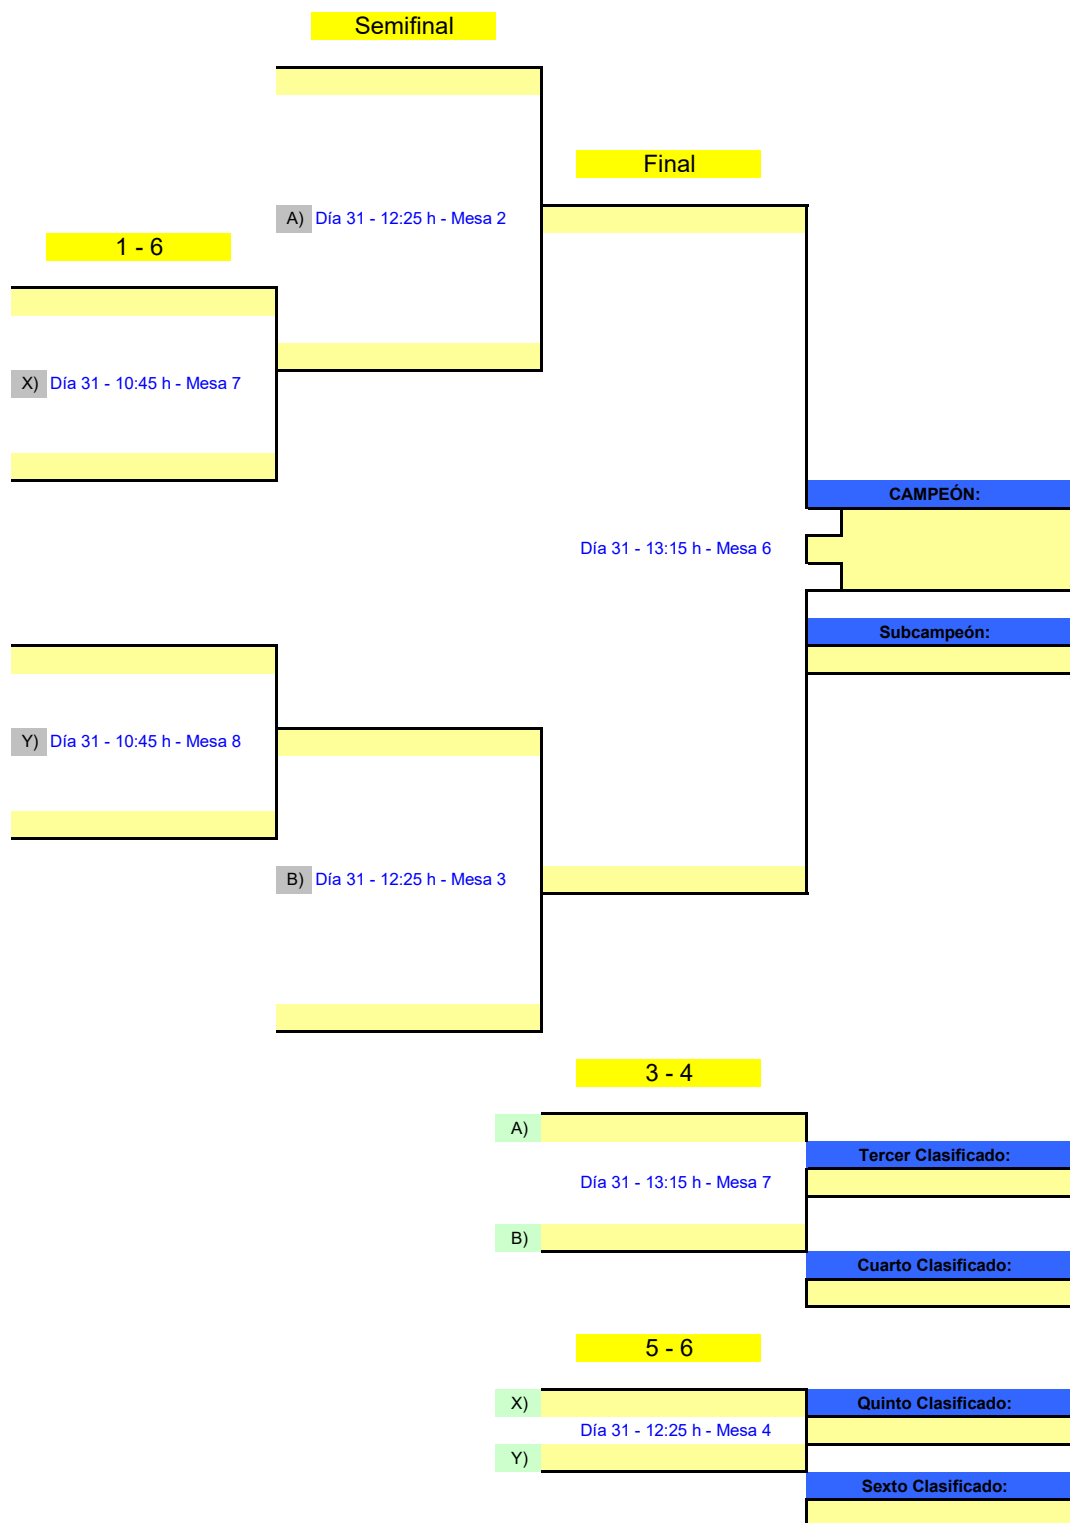 Semifinal
Final
A) Día 31 - 12:25 h - Mesa 2
1 - 6
X) Día 31 - 10:45 h - Mesa 7
CAMPEÓN:
Día 31 - 13:15 h - Mesa 6
Subcampeón:
Y) Día 31 - 10:45 h - Mesa 8
B) Día 31 - 12:25 h - Mesa 3
3 - 4
A)
Tercer Clasificado:
Día 31 - 13:15 h - Mesa 7
B)
Cuarto Clasificado:
5 - 6
X)
Quinto Clasificado:
Día 31 - 12:25 h - Mesa 4
Y)
Sexto Clasificado: